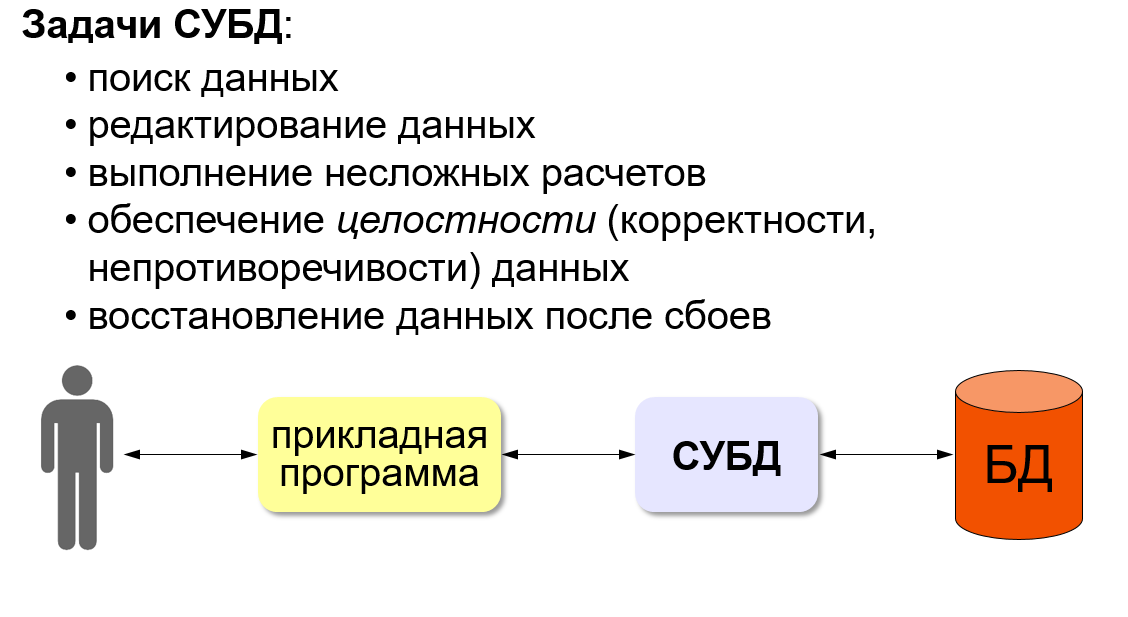 Задачи СУБД:
• поиск данных
• редактирование данных
• выполнение несложных расчетов
• обеспечение целостности (корректности,
непротиворечивости) данных
• восстановление данных после сбоев
прикладная
программа
СУБД
БД